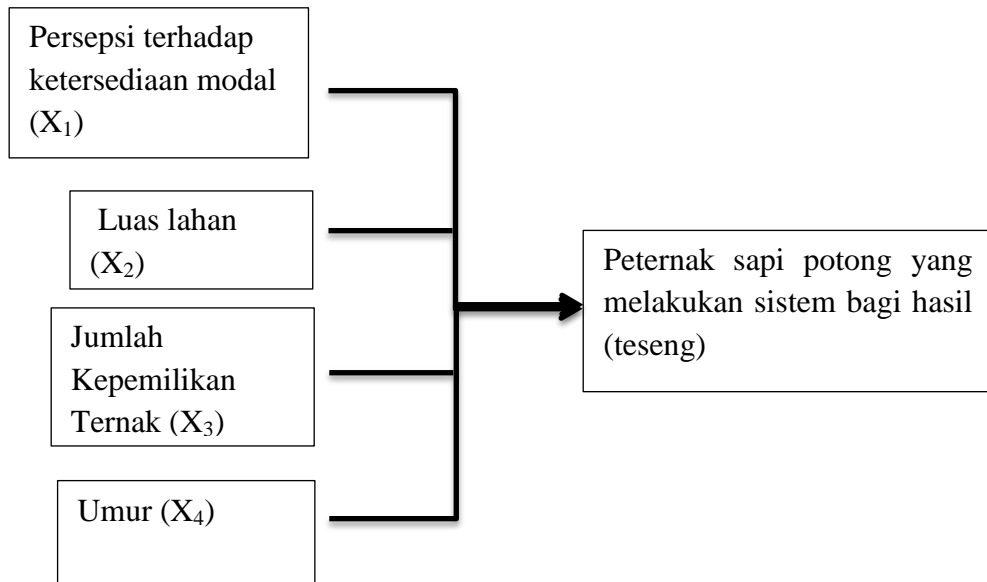 Persepsi terhadap
ketersediaan modal
(X₁)
Luas lahan
(X₂)
Jumlah
Kepemilikan
Ternak (X₃)
Umur (X₄)
Peternak sapi potong yang
melakukan sistem bagi hasil
(teseng)